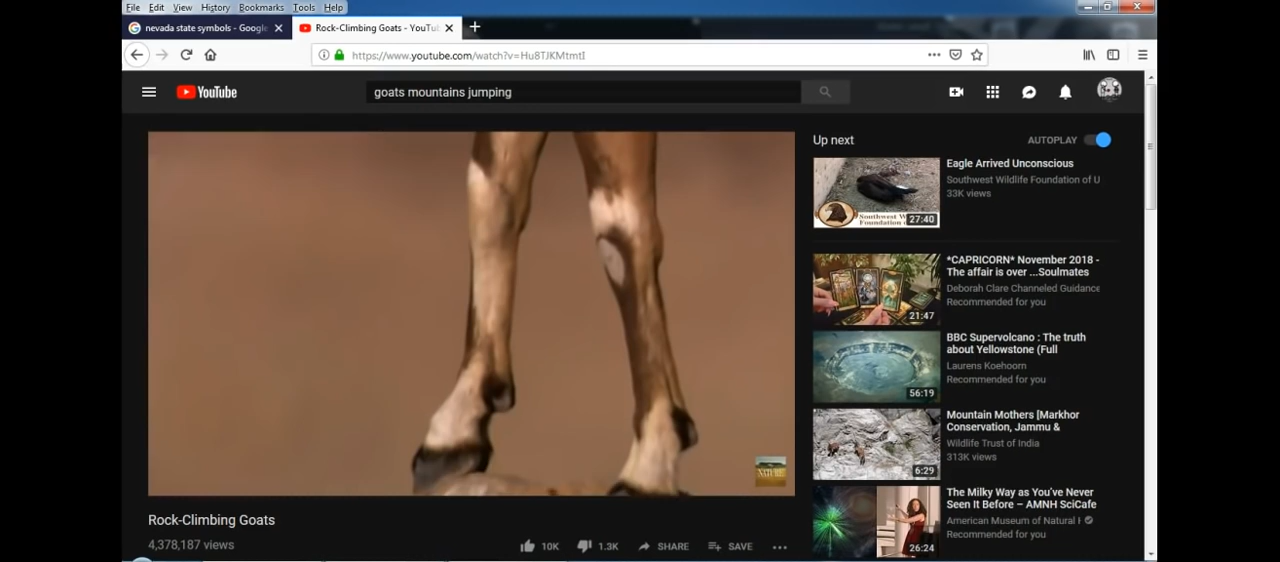 File Edit View History Bookmarks Tools Help
nevada state symbols - Google
Rock-Climbing Goats - YouTu
https://www.youtube.com/watch?v=Hu8TJKMtmtI
YouTube
goats mountains jumping
Up next
AUTOPLAY
Eagle Arrived Unconscious
Southwest Wildlife Foundation of U
33K views
27:40
*CAPRICORN* November 2018 -
The affair is over ...Soulmates
Deborah Clare Channeled Guidance
Recommended for you
21:47
BBC Supervolcano : The truth
about Yellowstone (Full
Laurens Koehoorn
Recommended for you
56:19
Mountain Mothers [Markhor
Conservation, Jammu &
Wildlife Trust of India
313K views
6:29
The Milky Way as You've Never
Seen It Before – AMNH SciCafe
American Museum of Natural H
Recommended for you
26:24
NATURE
Rock-Climbing Goats
4,378,187 views
10K
1.3K
SHARE
SAVE